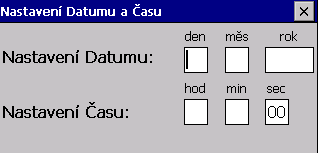 Nastavení Datumu a Času
den měs rok
Nastavení Datumu:
hod min sec
Nastavení Času: 00